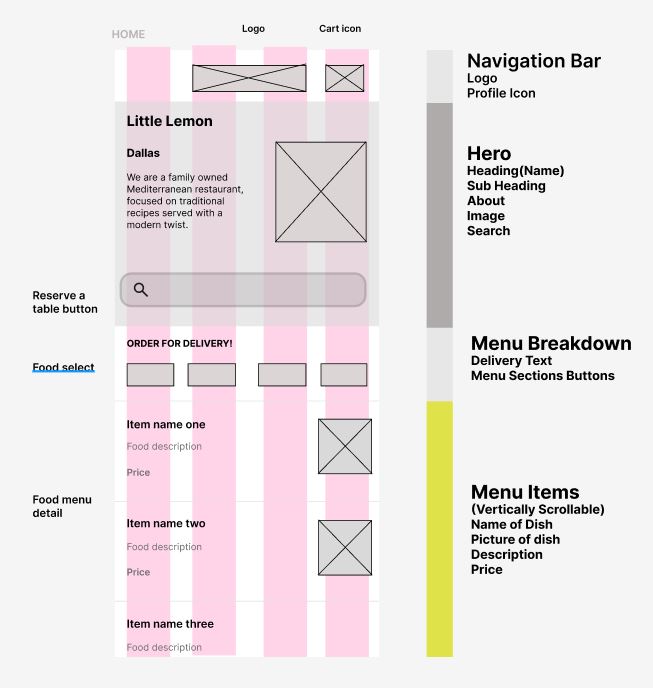 HOME
Logo
Cart icon
Little Lemon
Dallas
We are a family owned
Mediterranean restaurant,
focused on traditional
recipes served with a
modern twist.
Reserve a
table button
ORDER FOR DELIVERY!
Food select
Item name one
Food description
Price
Food menu
detail
Item name two
Food description
Price
Item name three
Food description
Navigation Bar
Logo
Profile Icon
Hero
Heading(Name)
Sub Heading
About
Image
Search
Menu Breakdown
Delivery Text
Menu Sections Buttons
Menu Items
(Vertically Scrollable)
Name of Dish
Picture of dish
Description
Price